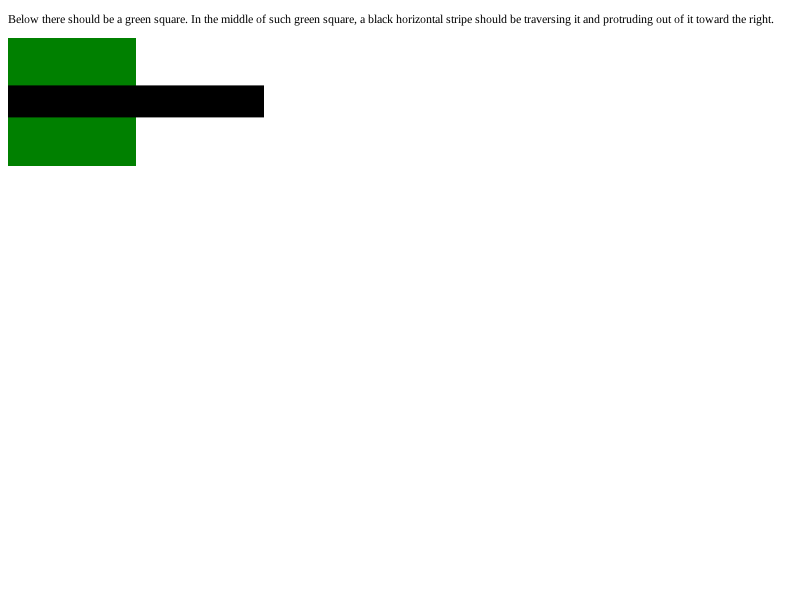 Below there should be a green square. In the middle of such green square, a black horizontal stripe should be traversing it and protruding out of it toward the right.